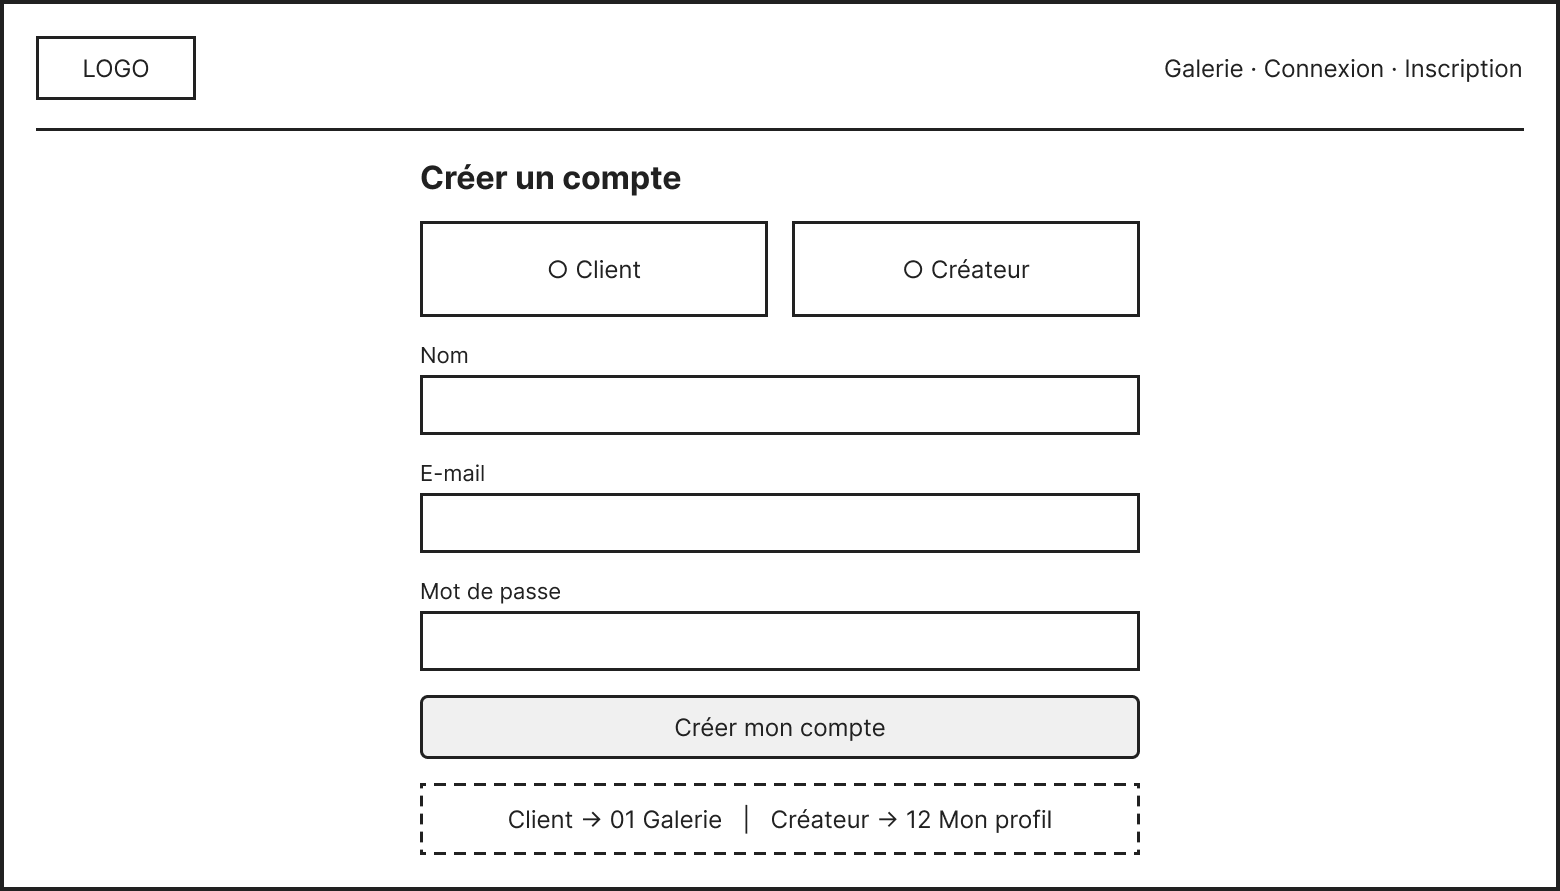 LOGO
Galerie · Connexion · Inscription
Créer un compte
○ Client
○ Créateur
Nom
E-mail
Mot de passe
Créer mon compte
Client → 01 Galerie | Créateur → 12 Mon profil